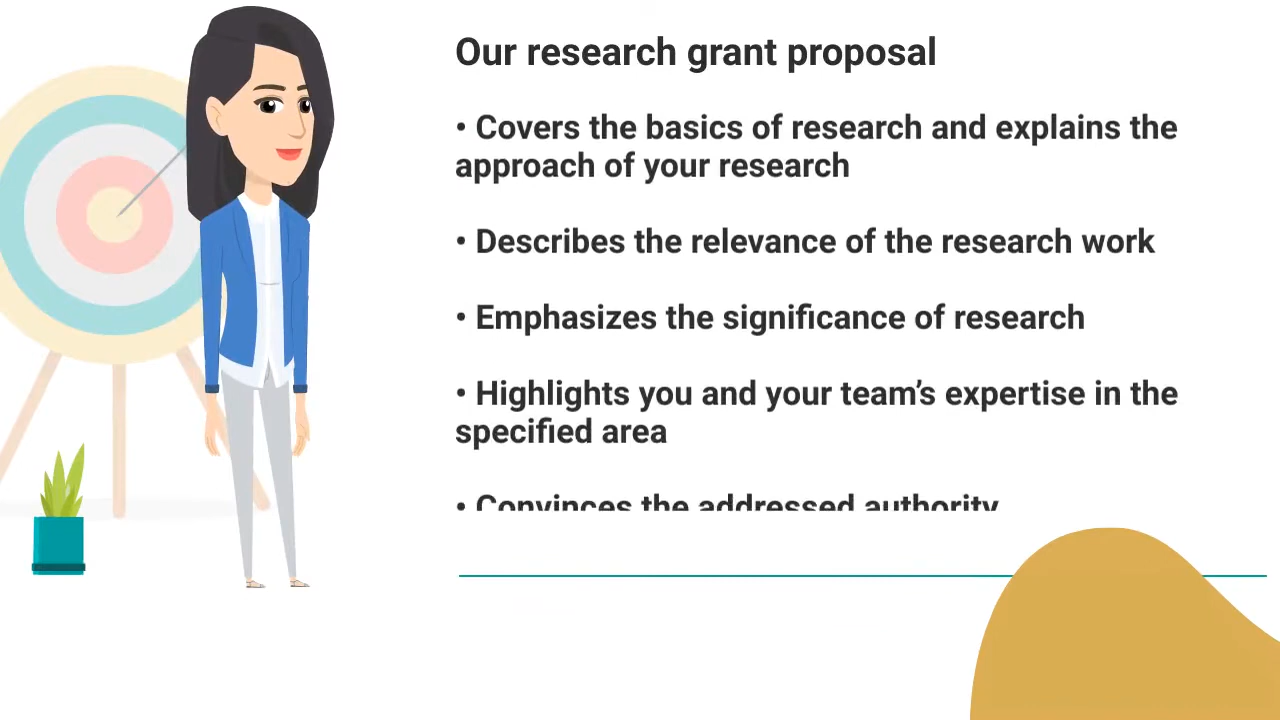 Our research grant proposal
• Covers the basics of research and explains the
approach of your research
• Describes the relevance of the research work
• Emphasizes the significance of research
• Highlights you and your team’s expertise in the
specified area
• Convinces the addressed authority